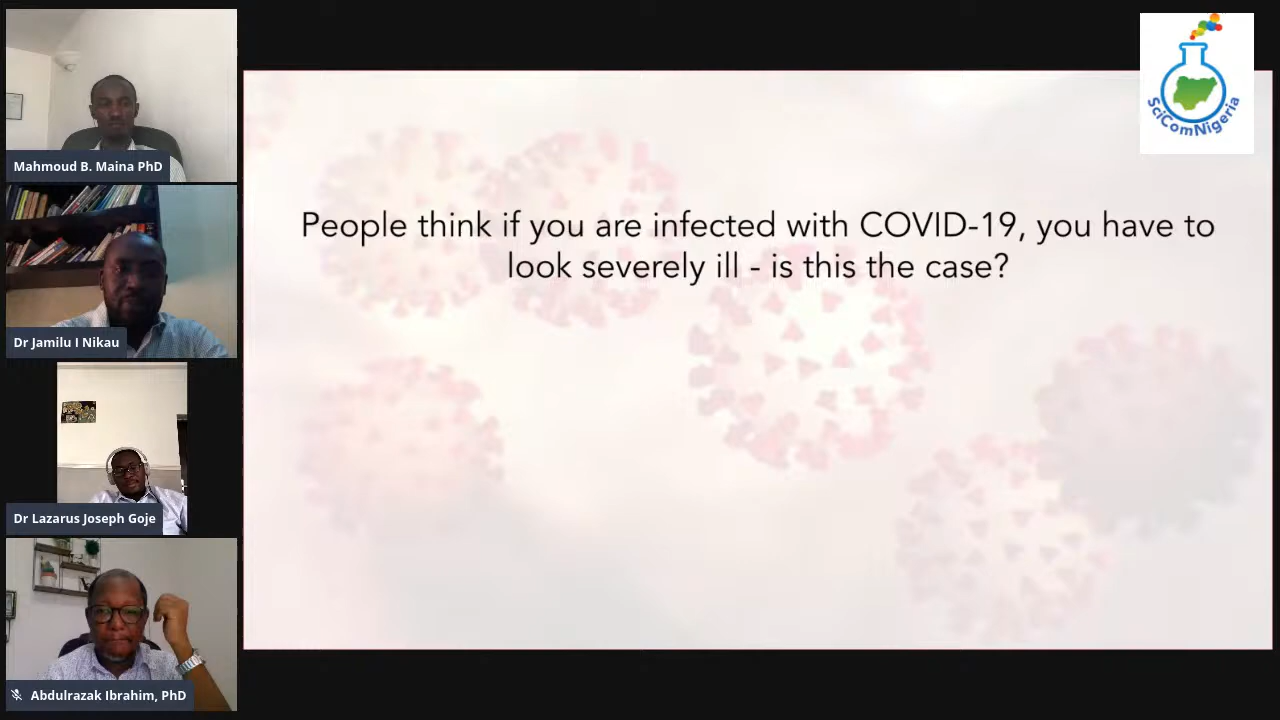 Mahmoud B. Maina PhD
Dr Jamilu I Nikau
Dr Lazarus Joseph Goje
Abdulrazak Ibrahim, PhD
People think if you are infected with COVID-19, you have to
look severely ill - is this the case?
SciComNigeria